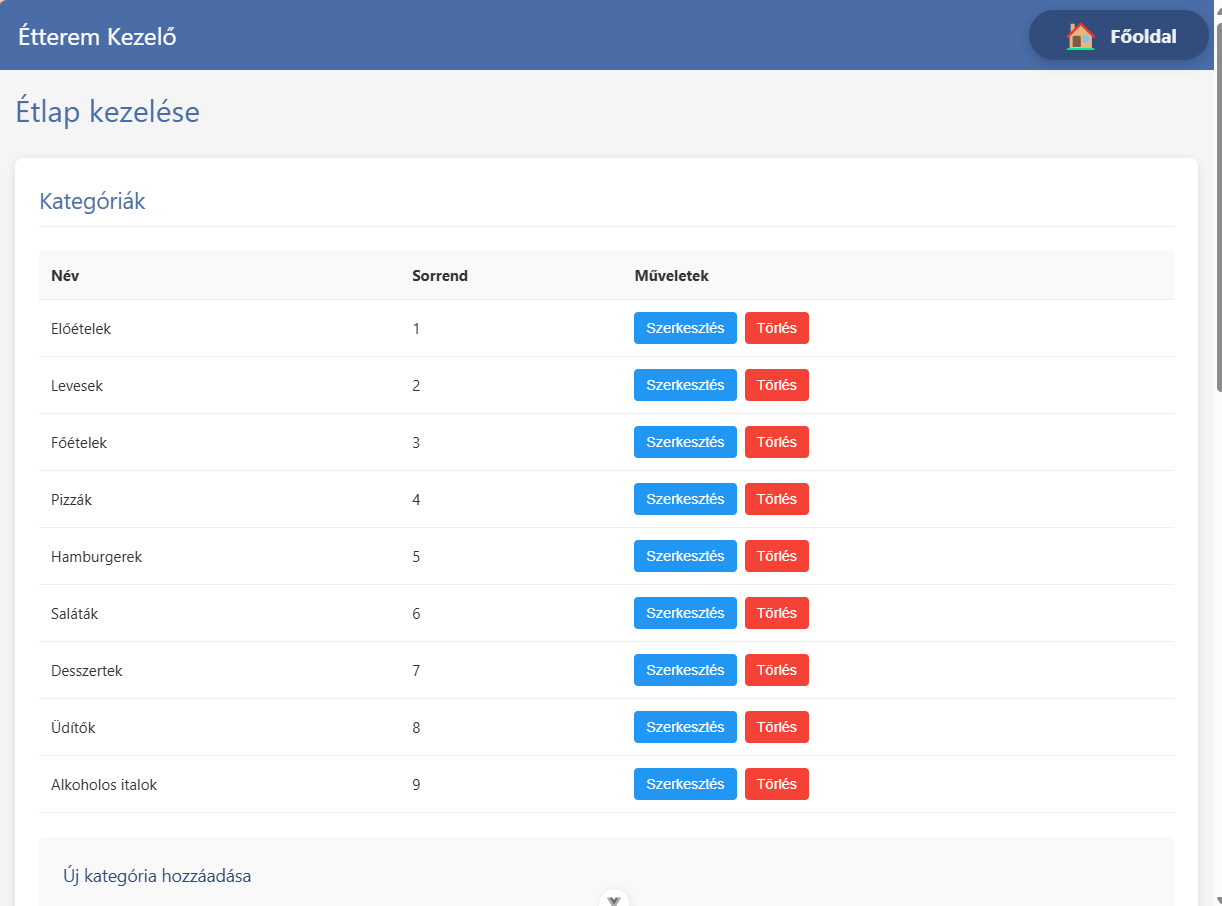 Étterem Kezelő
Főoldal
Étlap kezelése
Kategóriák
Név Sorrend Műveletek
Előételek 1 Szerkesztés Törlés
Levesek 2 Szerkesztés Törlés
Főételek 3 Szerkesztés Törlés
Pizzák 4 Szerkesztés Törlés
Hamburgerek 5 Szerkesztés Törlés
Saláták 6 Szerkesztés Törlés
Desszertek 7 Szerkesztés Törlés
Üdítők 8 Szerkesztés Törlés
Alkoholos italok 9 Szerkesztés Törlés
Új kategória hozzáadása